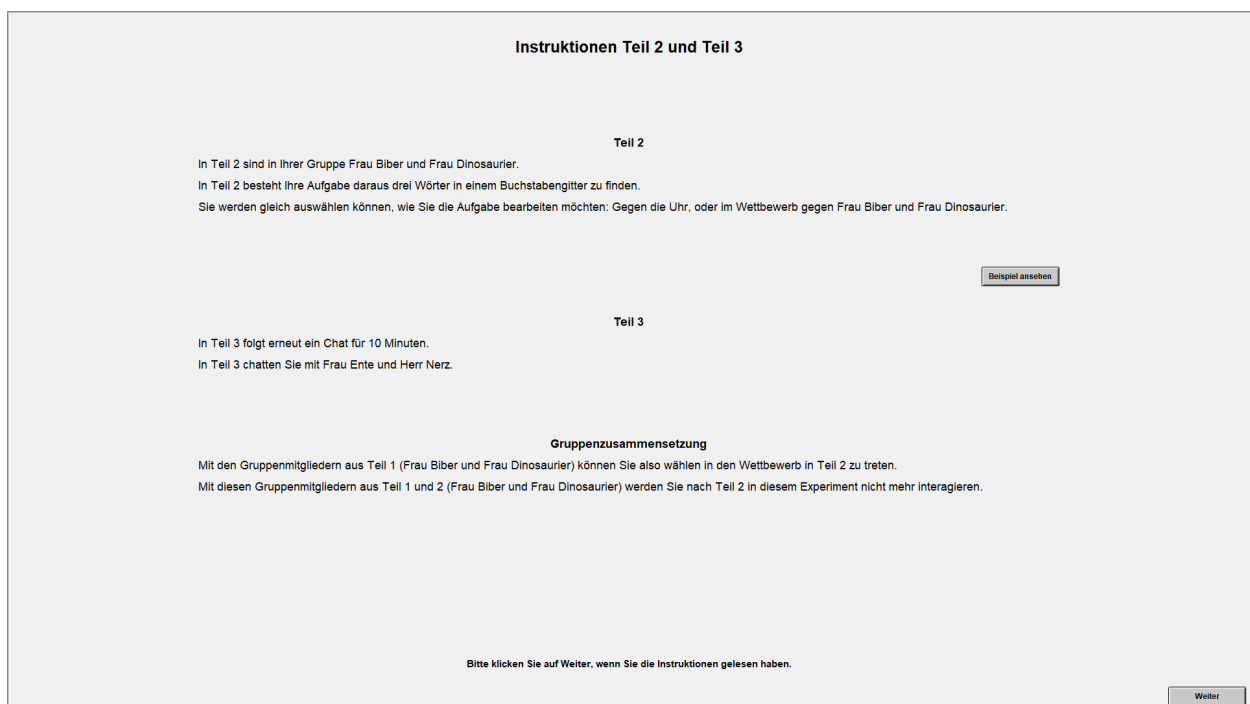 Instruktionen Teil 2 und Teil 3
Teil 2
In Teil 2 sind in Ihrer Gruppe Frau Biber und Frau Dinosaurier.
In Teil 2 besteht Ihre Aufgabe daraus drei Wörter in einem Buchstabengitter zu finden.
Sie werden gleich auswählen können, wie Sie die Aufgabe bearbeiten möchten: Gegen die Uhr, oder im Wettbewerb gegen Frau Biber und Frau Dinosaurier.
Beispiel ansehen
Teil 3
In Teil 3 folgt erneut ein Chat für 10 Minuten.
In Teil 3 chatten Sie mit Frau Ente und Herr Nerz.
Gruppenzusammensetzung
Mit den Gruppenmitgliedern aus Teil 1 (Frau Biber und Frau Dinosaurier) können Sie also wählen in den Wettbewerb in Teil 2 zu treten.
Mit diesen Gruppenmitgliedern aus Teil 1 und 2 (Frau Biber und Frau Dinosaurier) werden Sie nach Teil 2 in diesem Experiment nicht mehr interagieren.
Bitte klicken Sie auf Weiter, wenn Sie die Instruktionen gelesen haben.
Weiter